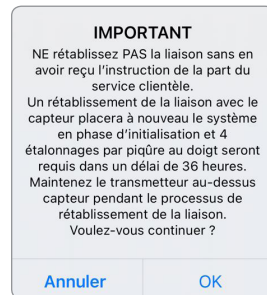 IMPORTANT
NE rétablissez PAS la liaison sans en
avoir reçu l'instruction de la part du
service clientèle.
Un rétablissement de la liaison avec le
capteur placera à nouveau le système
en phase d'initialisation et 4
étalonnages par piqûre au doigt seront
requis dans un délai de 36 heures.
Maintenez le transmetteur au-dessus
capteur pendant le processus de
rétablissement de la liaison.
Voulez-vous continuer ?
Annuler OK